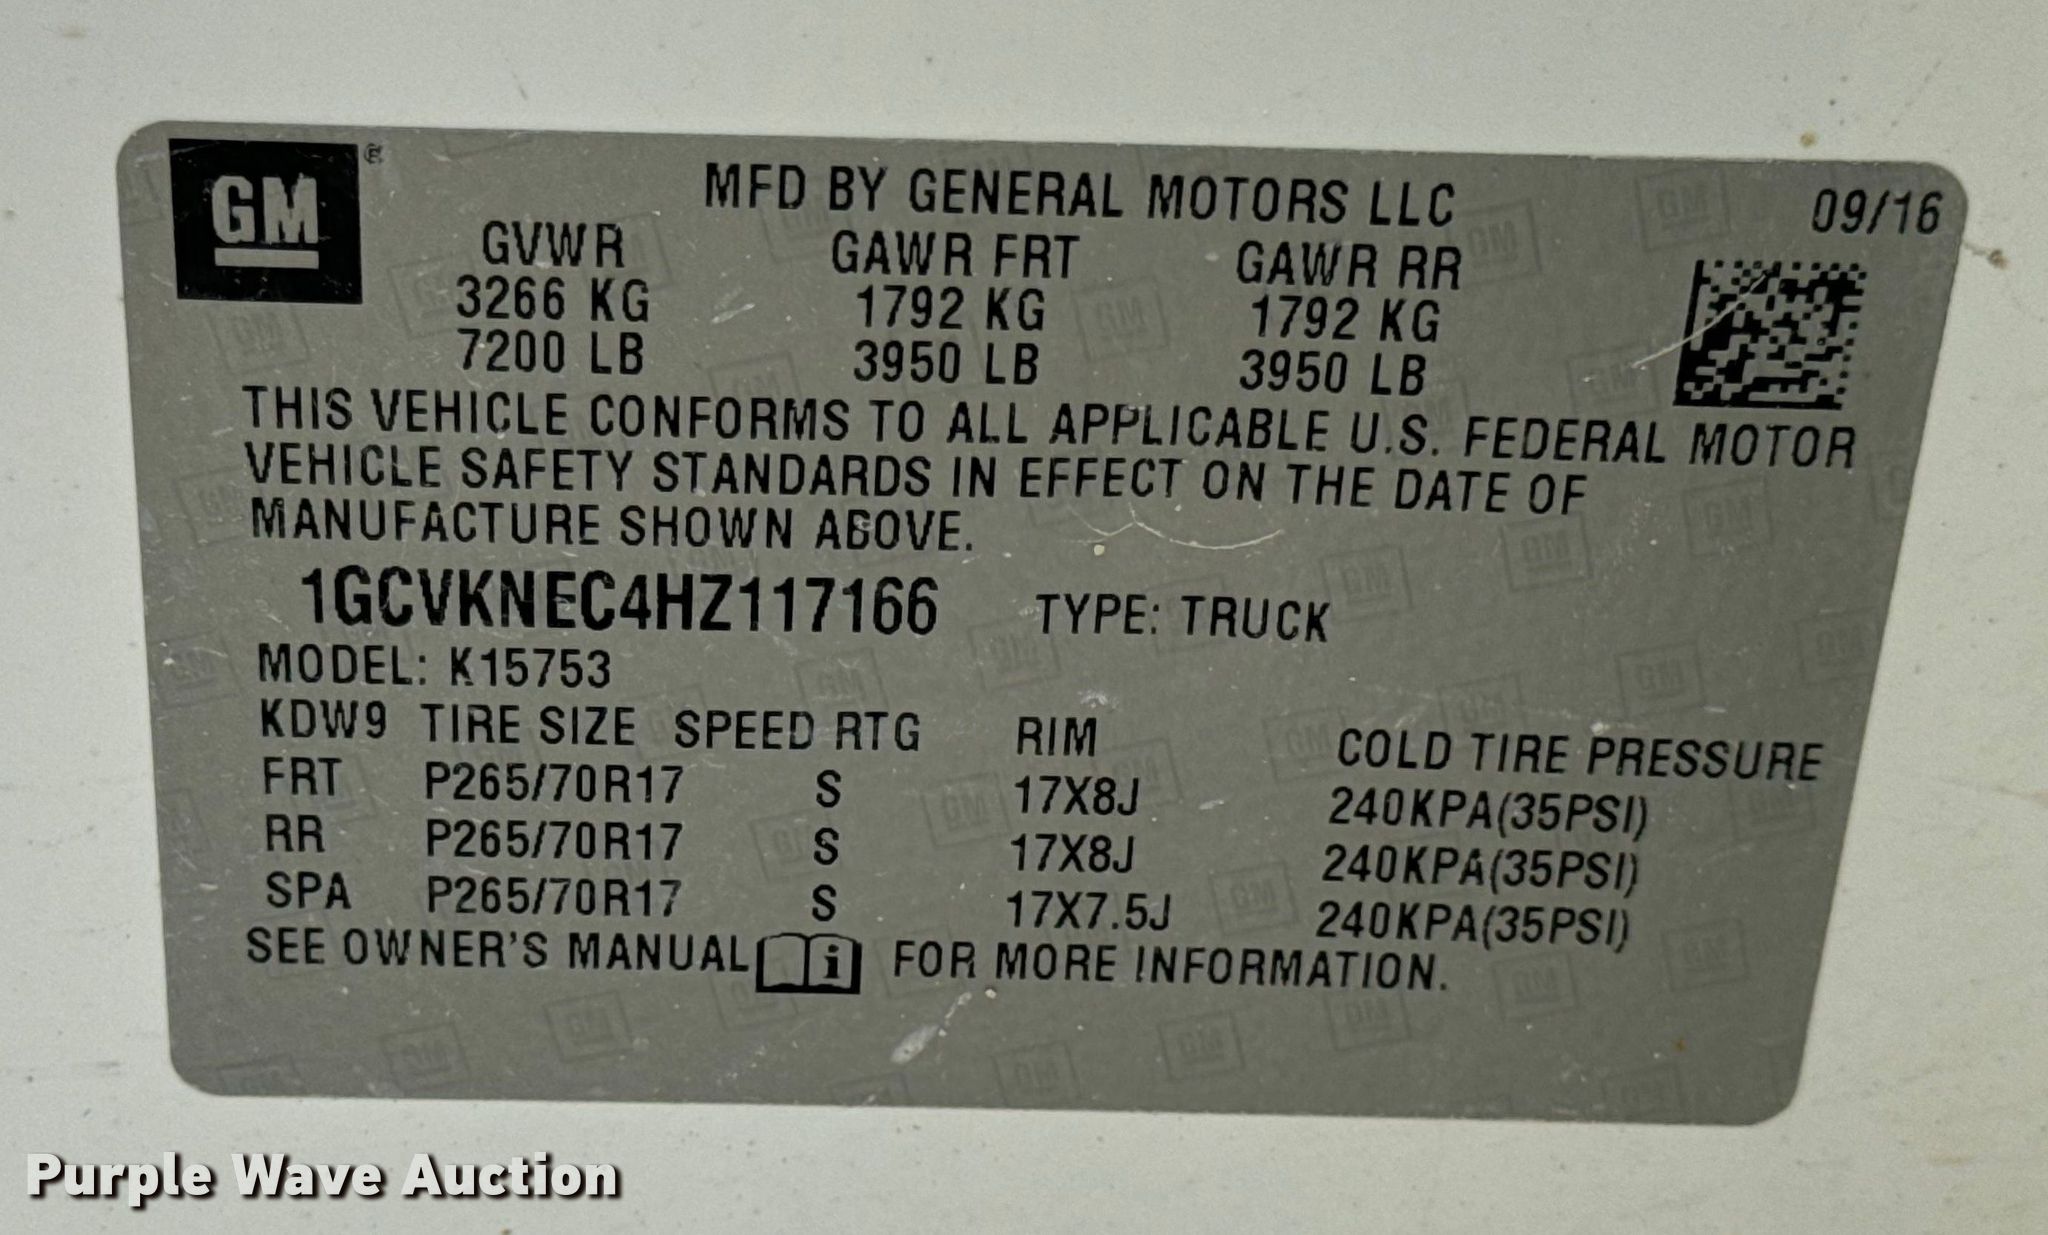 GM®
MFD BY GENERAL MOTORS LLC
09/16
GVWR GAWR FRT GAWR RR
3266 KG 1792 KG 1792 KG
7200 LB 3950 LB 3950 LB
THIS VEHICLE CONFORMS TO ALL APPLICABLE U.S. FEDERAL MOTOR
VEHICLE SAFETY STANDARDS IN EFFECT ON THE DATE OF
MANUFACTURE SHOWN ABOVE.
1GCVKNEC4HZ117166 TYPE: TRUCK
MODEL: K15753
KDW9 TIRE SIZE SPEED RTG RIM COLD TIRE PRESSURE
FRT P265/70R17 S 17X8J 240KPA(35PSI)
RR P265/70R17 S 17X8J 240KPA(35PSI)
SPA P265/70R17 S 17X7.5J 240KPA(35PSI)
SEE OWNER'S MANUAL i FOR MORE INFORMATION.
Purple Wave Auction